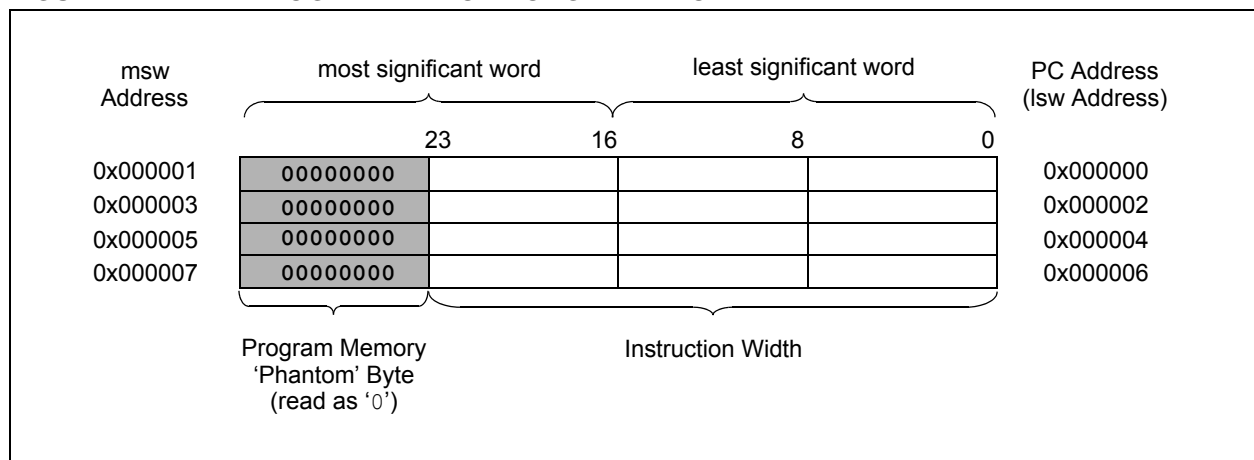 msw
Address
most significant word
least significant word
PC Address
(lsw Address)
23 16 8 0
0x000001 00000000 0x000000
0x000003 00000000 0x000002
0x000005 00000000 0x000004
0x000007 00000000 0x000006
Program Memory
‘Phantom’ Byte
(read as ‘0’)
Instruction Width